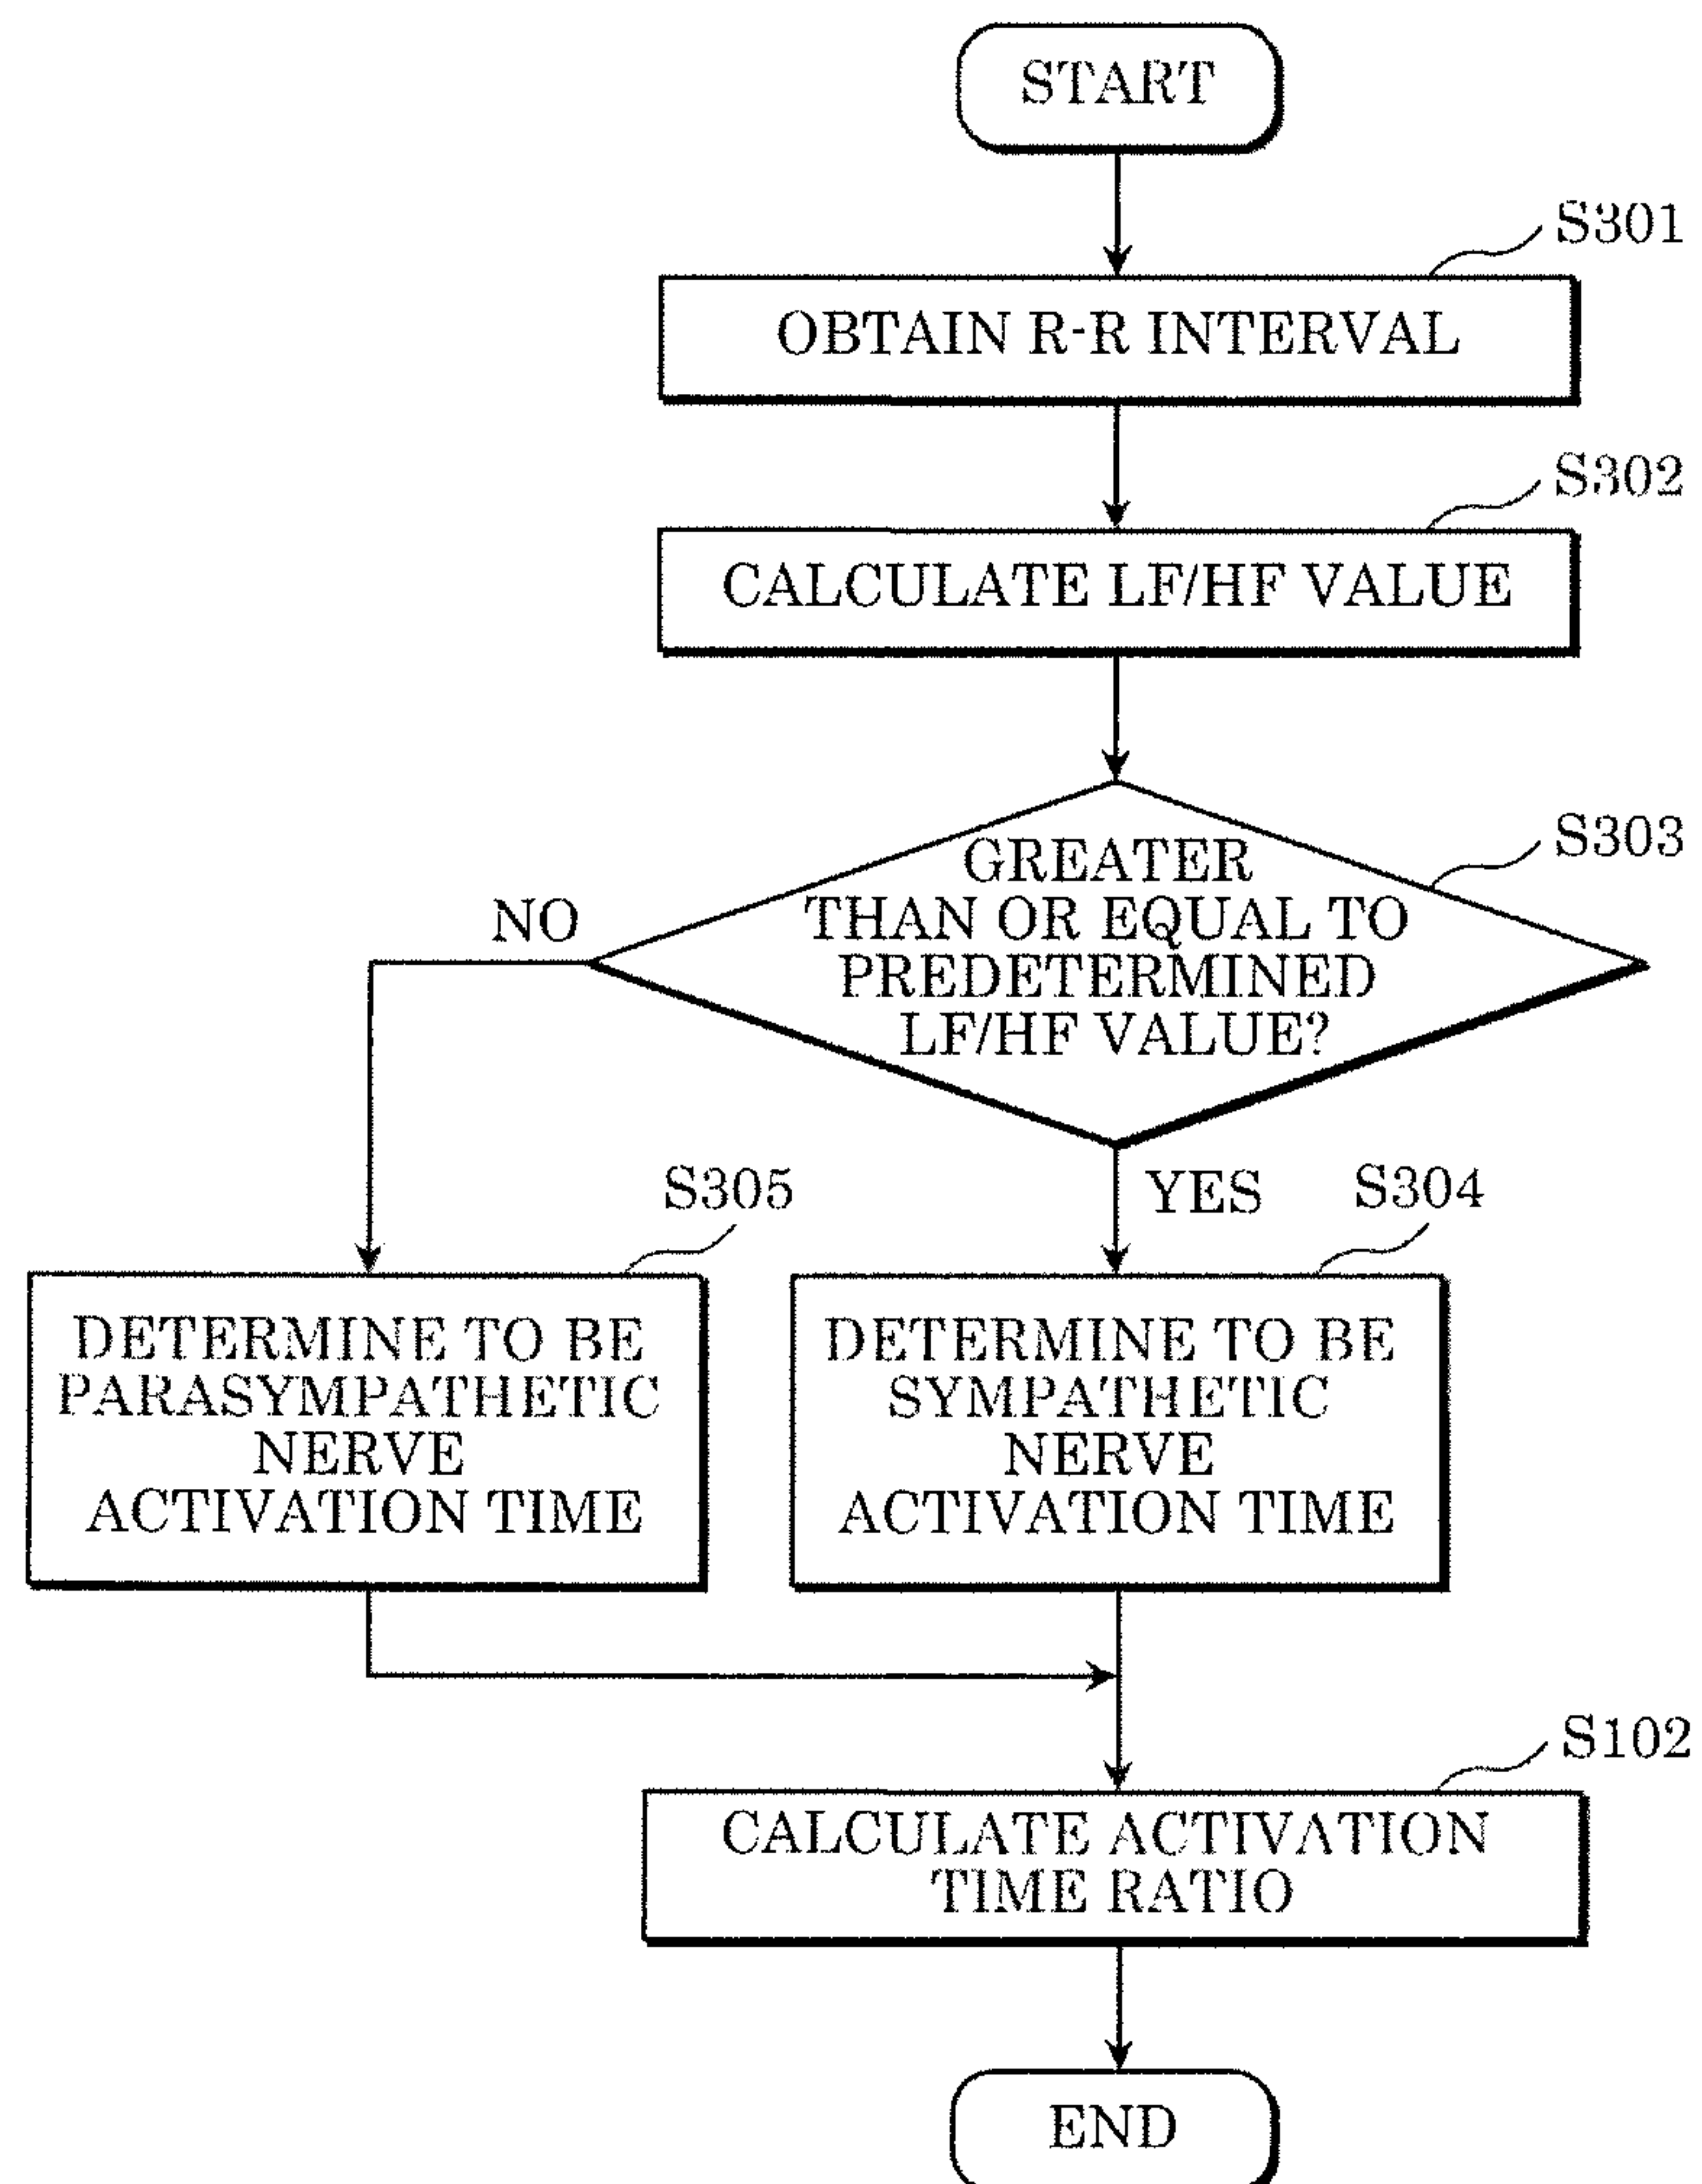 START
S301
OBTAIN R-R INTERVAL
S302
CALCULATE LF/HF VALUE
S303
GREATER
THAN OR EQUAL TO
PREDETERMINED
LF/HF VALUE?
NO
YES
S305
S304
DETERMINE TO BE
PARASYMPATHETIC
NERVE
ACTIVATION TIME
DETERMINE TO BE
SYMPATHETIC
NERVE
ACTIVATION TIME
S102
CALCULATE ACTIVATION
TIME RATIO
END